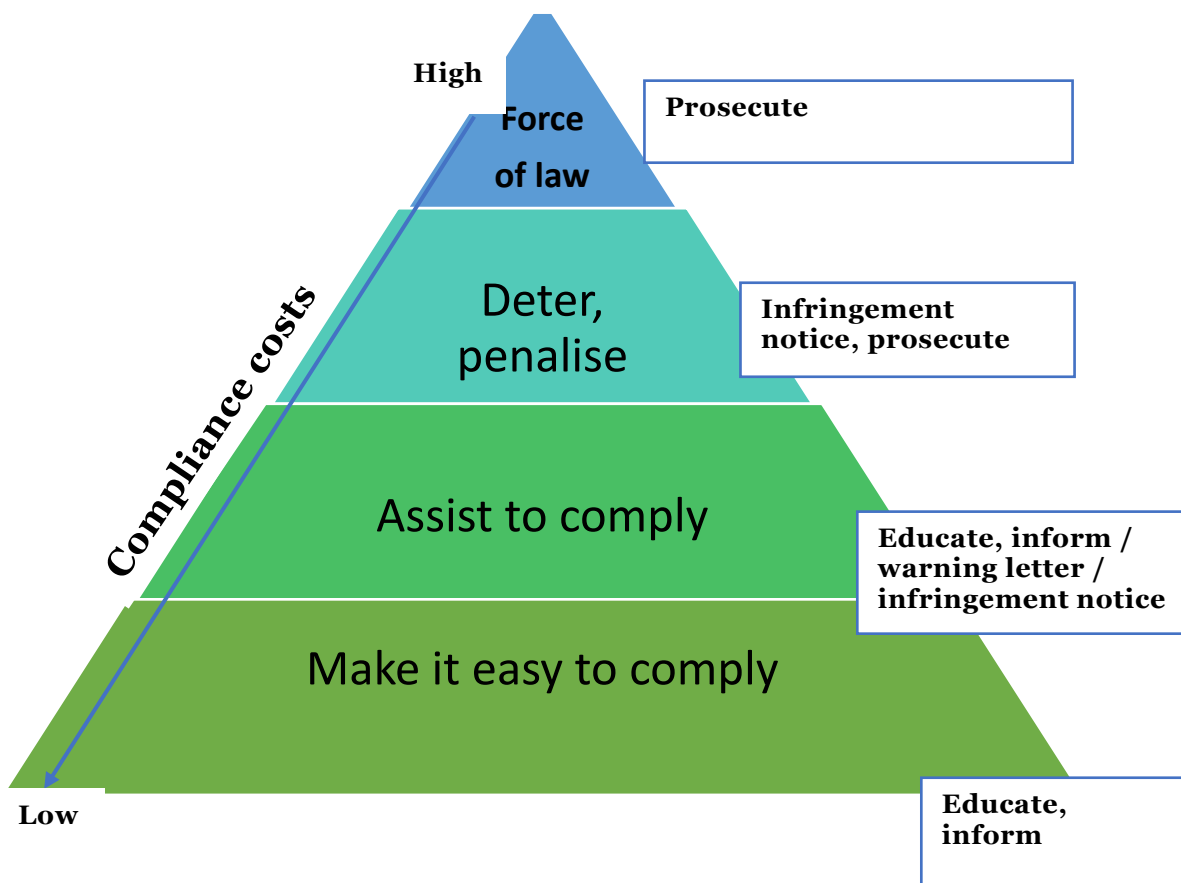 High
Force
of law
Prosecute
Deter,
penalise
Infringement
notice, prosecute
Compliance costs
Assist to comply
Educate, inform /
warning letter /
infringement notice
Make it easy to comply
Low
Educate,
inform